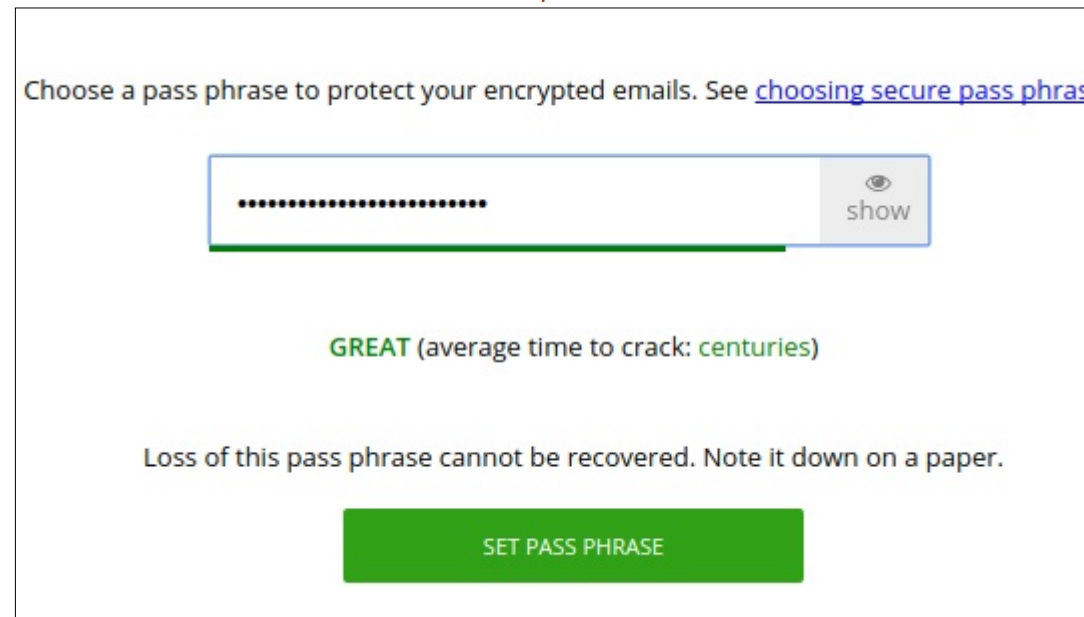 Choose a pass phrase to protect your encrypted emails. See choosing secure pass phras
••••••••••••••••••••••••••
show
GREAT (average time to crack: centuries)
Loss of this pass phrase cannot be recovered. Note it down on a paper.
SET PASS PHRASE